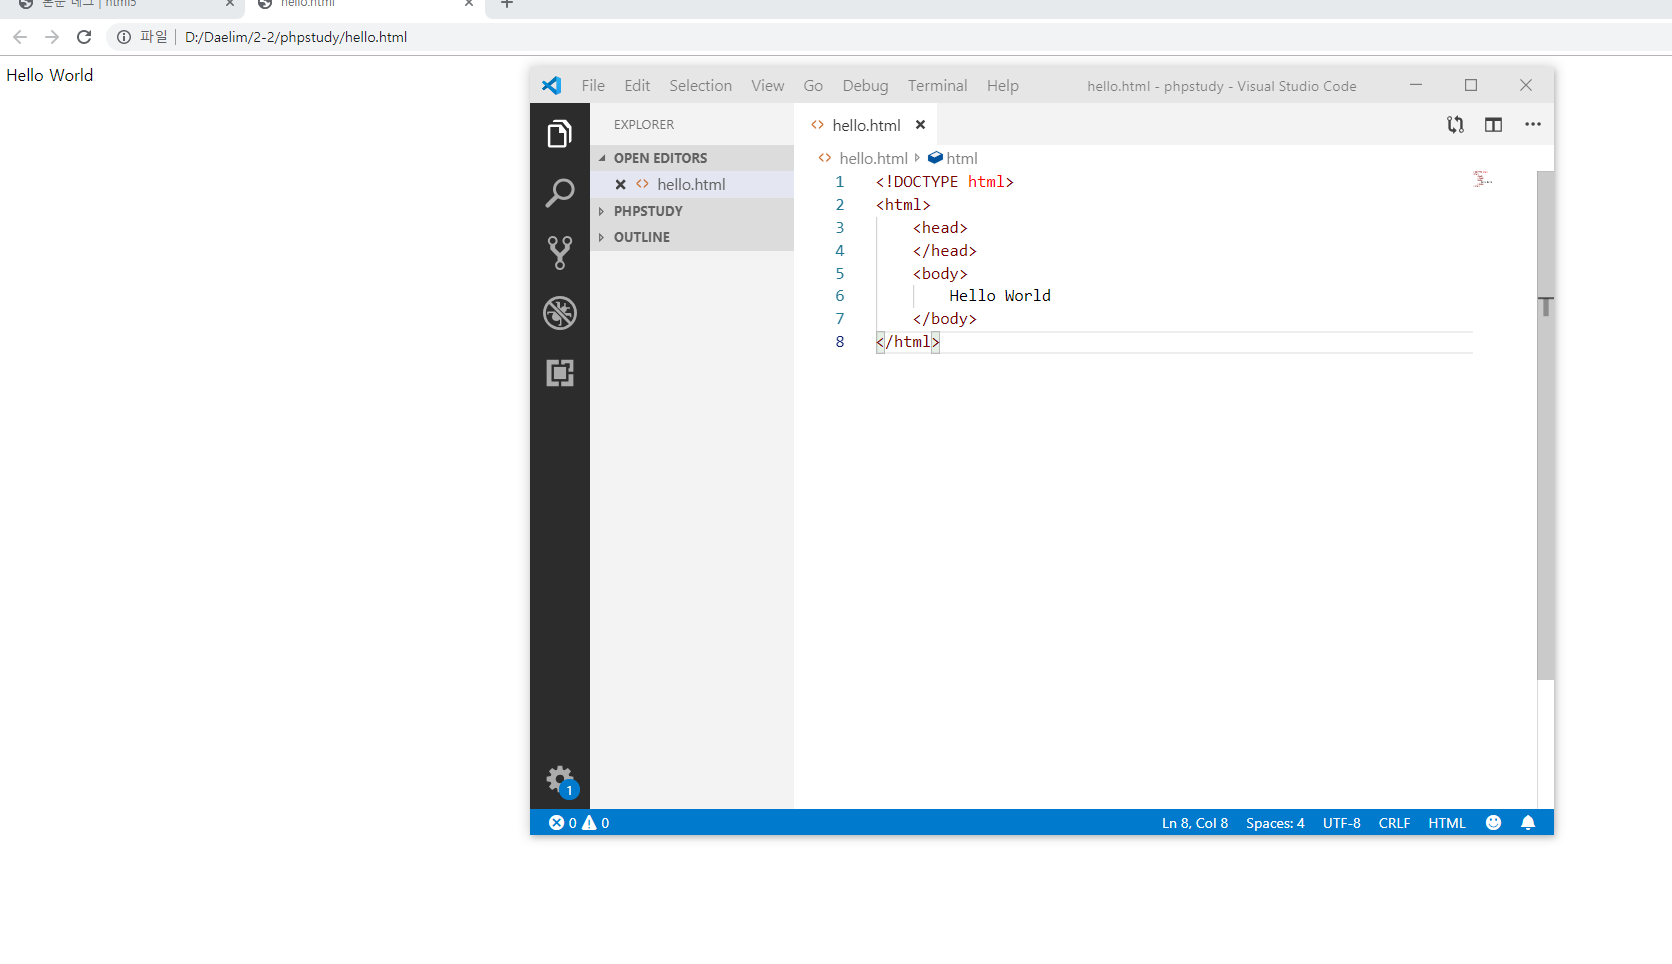 html5
hello.html
파일 D:/Daelim/2-2/phpstudy/hello.html
Hello World
File Edit Selection View Go Debug Terminal Help hello.html - phpstudy - Visual Studio Code
EXPLORER
OPEN EDITORS
hello.html
PHPSTUDY
OUTLINE
hello.html
hello.html html
1 <!DOCTYPE html>
2 <html>
3 <head>
4 </head>
5 <body>
6 Hello World
7 </body>
8 </html>
1
0 0 Ln 8, Col 8 Spaces: 4 UTF-8 CRLF HTML